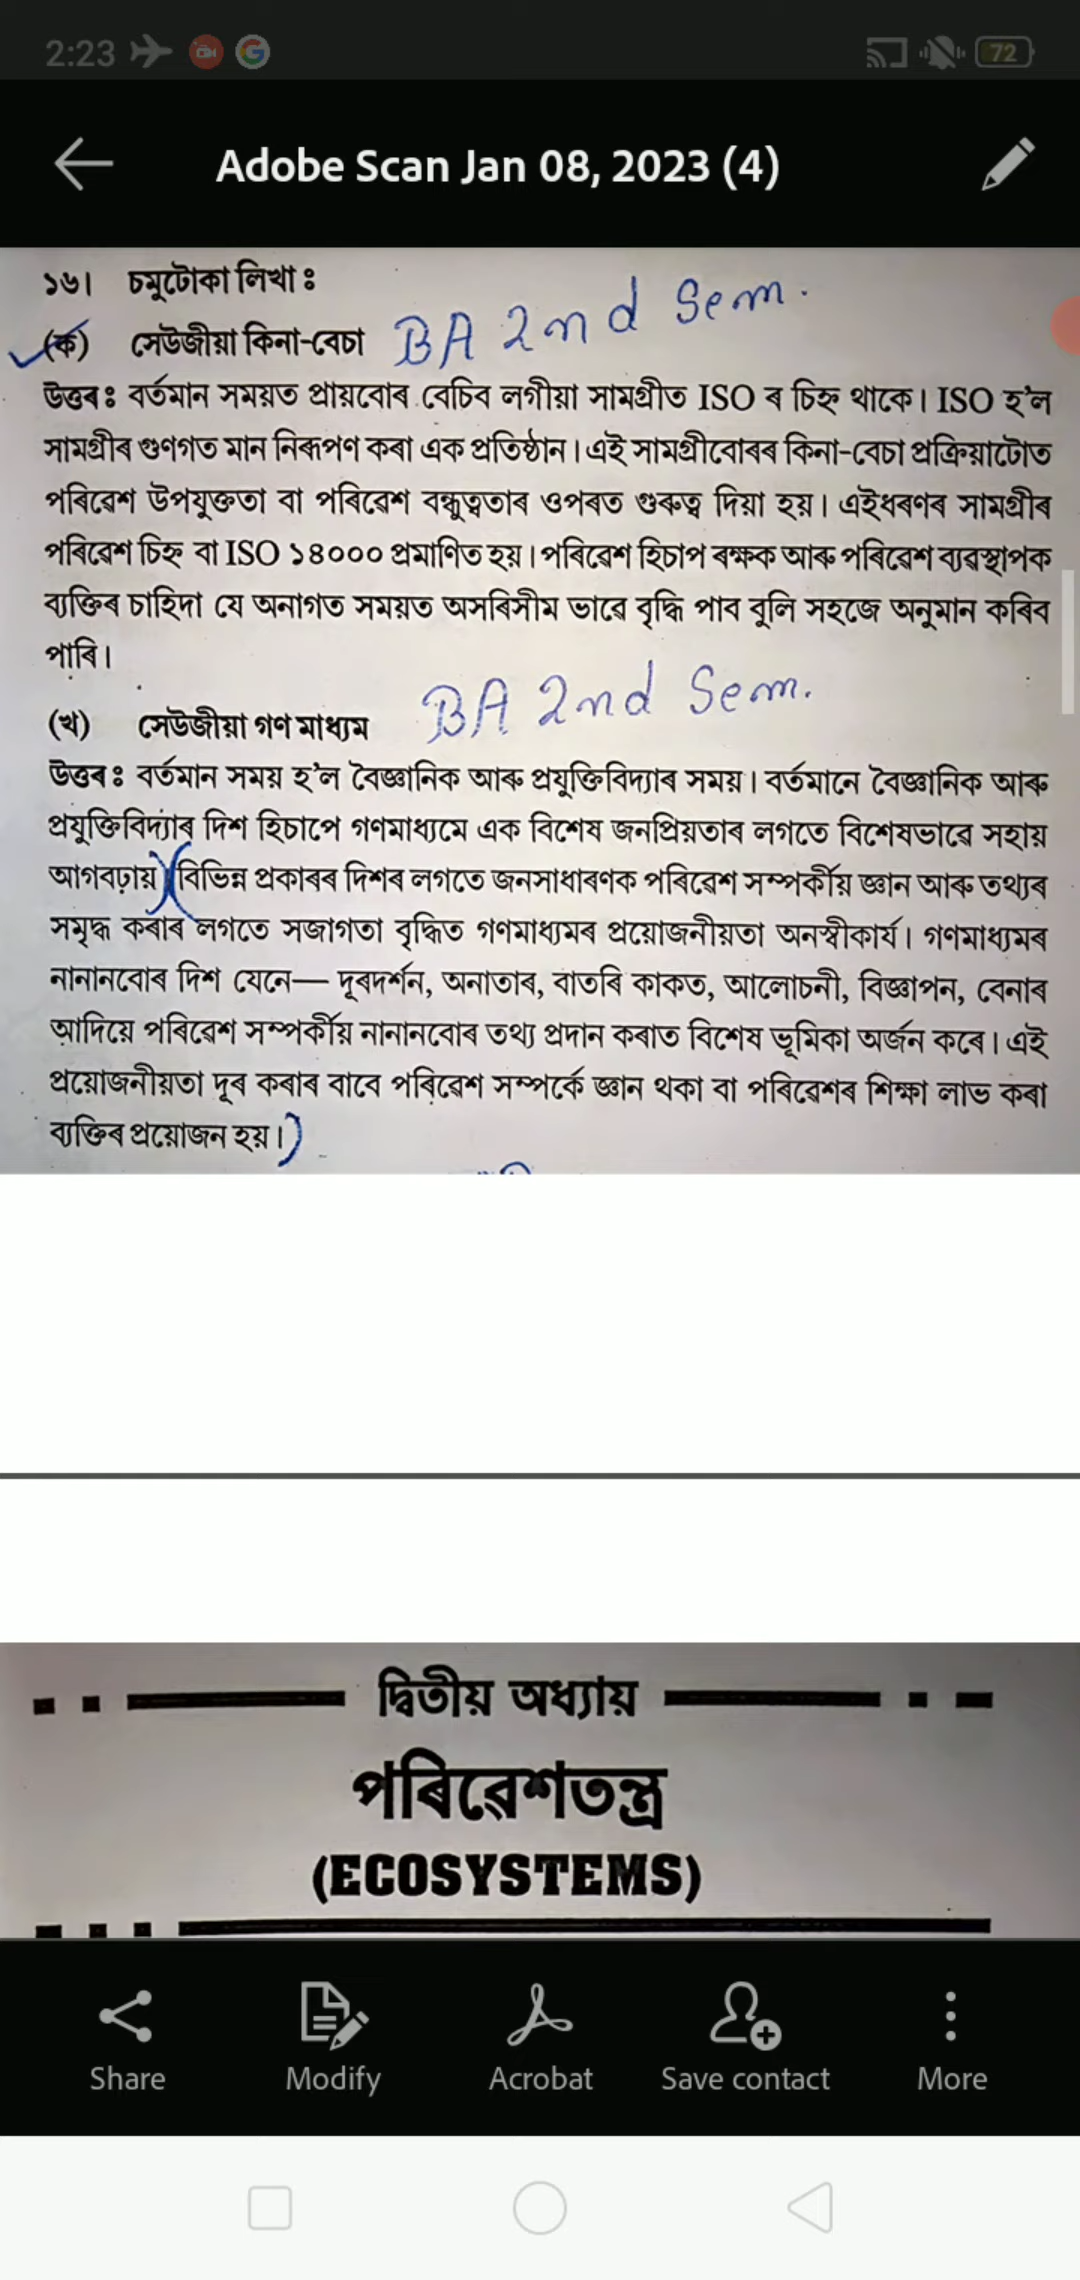 2:23
72
Adobe Scan Jan 08, 2023 (4)
১৬। চমুটোকা লিখাঃ
(ক) সেউজীয়া কিনা-বেচা BA 2nd Sem.
উত্তৰঃ বৰ্তমান সময়ত প্ৰায়বোৰ বেচিব লগীয়া সামগ্ৰীত ISO ৰ চিহ্ন থাকে। ISO হ'ল
সামগ্ৰীৰ গুণগত মান নিৰূপণ কৰা এক প্ৰতিষ্ঠান। এই সামগ্ৰীবোৰৰ কিনা-বেচা প্ৰক্ৰিয়াটোত
পৰিৱেশ উপযুক্ততা বা পৰিৱেশ বন্ধুত্বতাৰ ওপৰত গুৰুত্ব দিয়া হয়। এইধৰণৰ সামগ্ৰীৰ
পৰিৱেশ চিহ্ন বা ISO ১৪০০০ প্ৰমাণিত হয়। পৰিৱেশ হিচাপ ৰক্ষক আৰু পৰিৱেশ ব্যৱস্থাপক
ব্যক্তিৰ চাহিদা যে অনাগত সময়ত অসৰিসীম ভাৱে বৃদ্ধি পাব বুলি সহজে অনুমান কৰিব
পাৰি।
(খ) সেউজীয়া গণ মাধ্যম BA 2nd Sem.
উত্তৰঃ বৰ্তমান সময় হ'ল বৈজ্ঞানিক আৰু প্ৰযুক্তিবিদ্যাৰ সময়। বৰ্তমানে বৈজ্ঞানিক আৰু
প্ৰযুক্তিবিদ্যাৰ দিশ হিচাপে গণমাধ্যমে এক বিশেষ জনপ্ৰিয়তাৰ লগতে বিশেষভাৱে সহায়
আগবঢ়ায়)(বিভিন্ন প্ৰকাৰৰ দিশৰ লগতে জনসাধাৰণক পৰিৱেশ সম্পৰ্কীয় জ্ঞান আৰু তথ্যৰ
সমৃদ্ধ কৰাৰ লগতে সজাগতা বৃদ্ধিত গণমাধ্যমৰ প্ৰয়োজনীয়তা অনস্বীকাৰ্য। গণমাধ্যমৰ
নানানবোৰ দিশ যেনে— দূৰদৰ্শন, অনাতাৰ, বাতৰি কাকত, আলোচনী, বিজ্ঞাপন, বেনাৰ
আদিয়ে পৰিৱেশ সম্পৰ্কীয় নানানবোৰ তথ্য প্ৰদান কৰাত বিশেষ ভূমিকা অৰ্জন কৰে। এই
প্ৰয়োজনীয়তা দূৰ কৰাৰ বাবে পৰিৱেশ সম্পৰ্কে জ্ঞান থকা বা পৰিৱেশৰ শিক্ষা লাভ কৰা
ব্যক্তিৰ প্ৰয়োজন হয়।)
দ্বিতীয় অধ্যায়
পৰিৱেশতন্ত্ৰ
(ECOSYSTEMS)
Share Modify Acrobat Save contact More